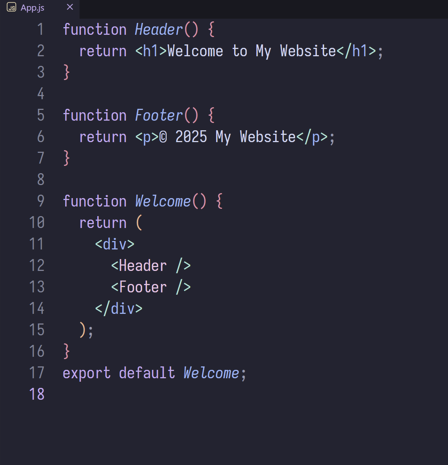 App.js
1 function Header() {
2   return <h1>Welcome to My Website</h1>;
3 }
4
5 function Footer() {
6   return <p>© 2025 My Website</p>;
7 }
8
9 function Welcome() {
10   return (
11     <div>
12       <Header />
13       <Footer />
14     </div>
15   );
16 }
17 export default Welcome;
18